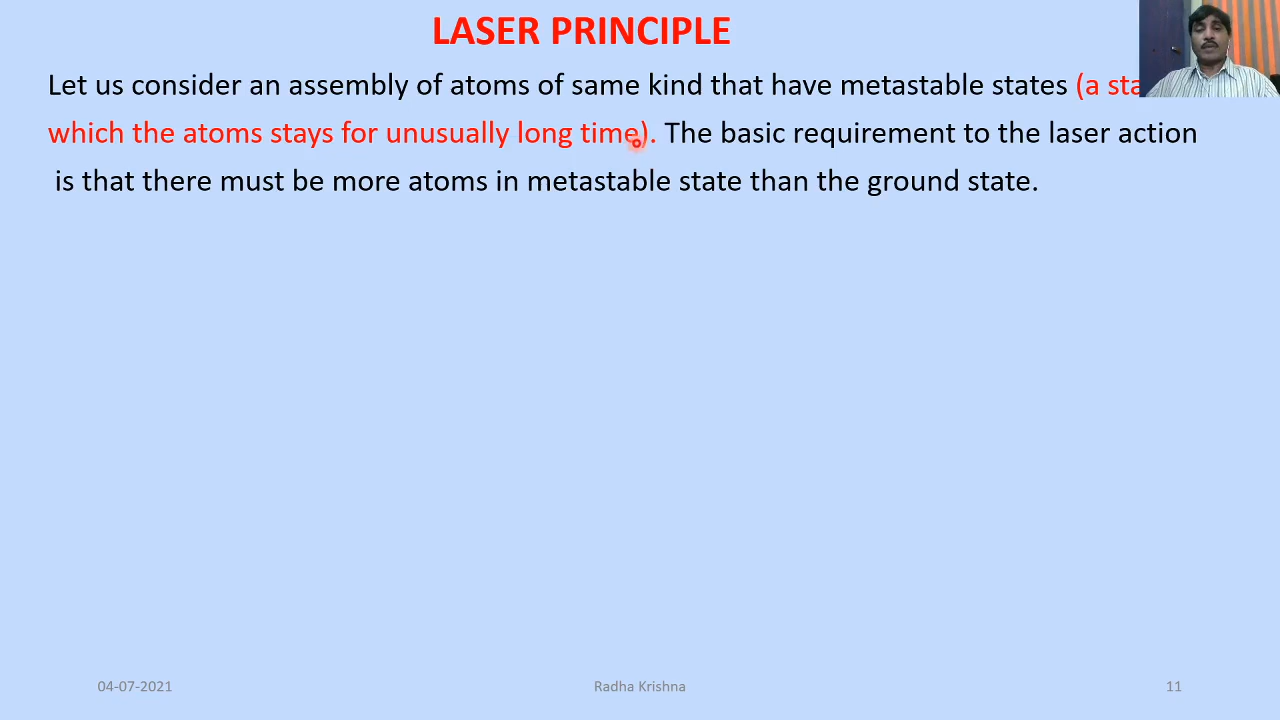 LASER PRINCIPLE
Let us consider an assembly of atoms of same kind that have metastable states (a
which the atoms stays for unusually long time). The basic requirement to the laser action
is that there must be more atoms in metastable state than the ground state.
04-07-2021
Radha Krishna
11